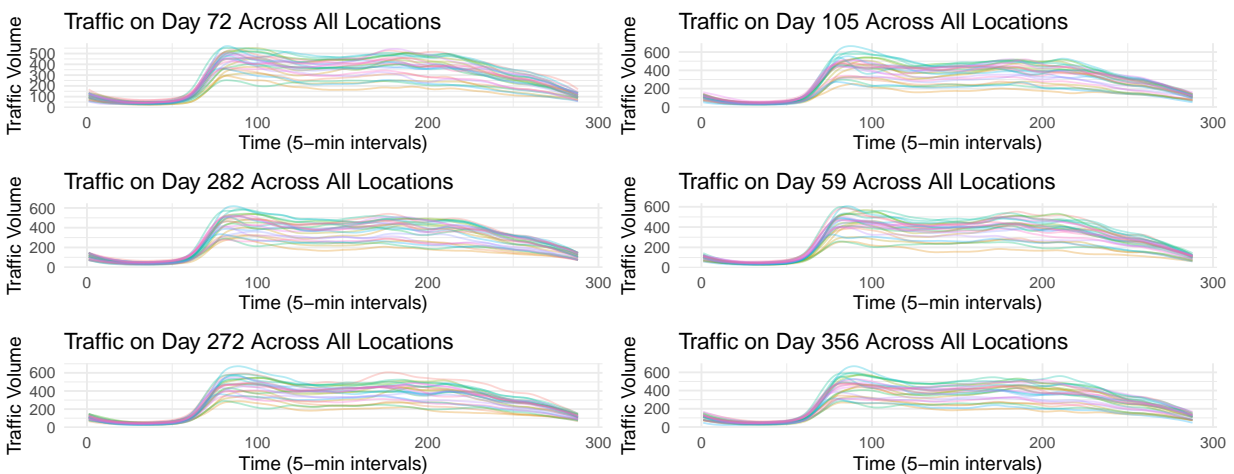 Traffic on Day 72 Across All Locations
Traffic Volume
500
400
300
200
100
0
0 100 200 300
Time (5−min intervals)
Traffic on Day 105 Across All Locations
Traffic Volume
600
400
200
0
0 100 200 300
Time (5−min intervals)
Traffic on Day 282 Across All Locations
Traffic Volume
600
400
200
0
0 100 200 300
Time (5−min intervals)
Traffic on Day 59 Across All Locations
Traffic Volume
600
400
200
0
0 100 200 300
Time (5−min intervals)
Traffic on Day 272 Across All Locations
Traffic Volume
600
400
200
0
0 100 200 300
Time (5−min intervals)
Traffic on Day 356 Across All Locations
Traffic Volume
600
400
200
0
0 100 200 300
Time (5−min intervals)